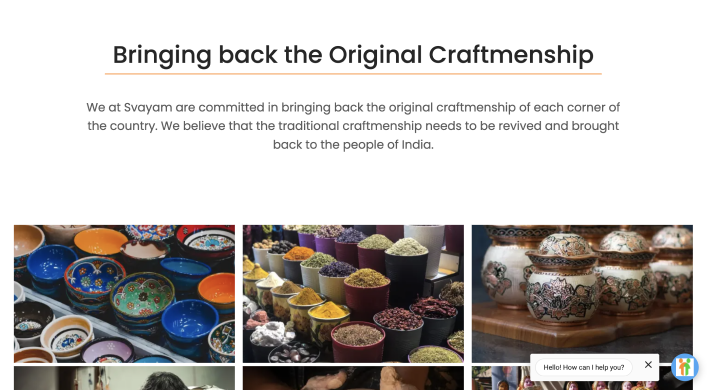 Bringing back the Original Craftmenship
We at Svayam are committed in bringing back the original craftmenship of each corner of
the country. We believe that the traditional craftmenship needs to be revived and brought
back to the people of India.
Hello! How can I help you?